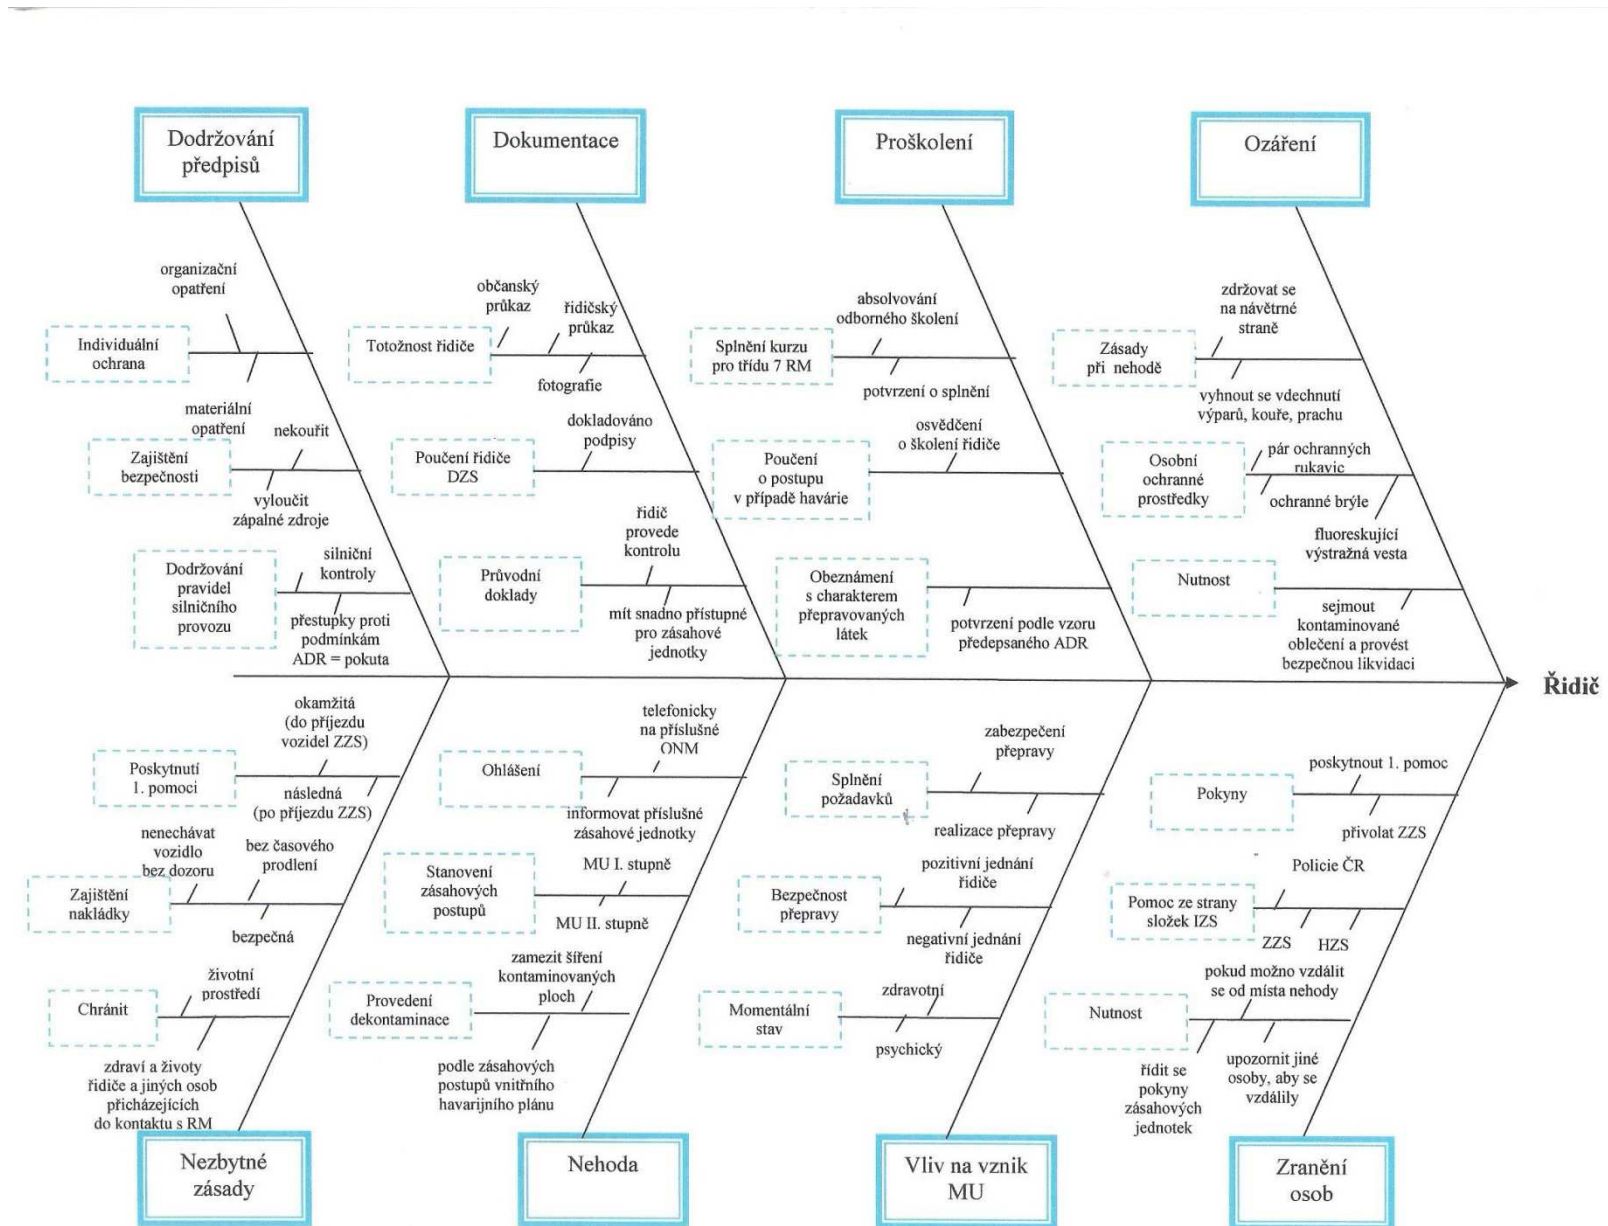 Dodržování
předpisů
Dokumentace
Proškolení
Ozáření
organizační
opatření
Individuální
ochrana
materiální
opatření
nekouřit
Zajištění
bezpečnosti
vyloučit
zápalné zdroje
silniční
kontroly
Dodržování
pravidel
silničního
provozu
přestupky proti
podmínkám
ADR = pokuta
občanský
průkaz
řidičský
průkaz
Totožnost řidiče
fotografie
dokladováno
podpisy
Poučení řidiče
DZS
řidič
provede
kontrolu
Průvodní
doklady
mít snadno přístupné
pro zásahové
jednotky
absolvování
odborného školení
Splnění kurzu
pro třídu 7 RM
potvrzení o splnění
osvědčení
o školení řidiče
Poučení
o postupu
v případě havárie
Obeznámení
s charakterem
přepravovaných
látek
potvrzení podle vzoru
předepsaného ADR
zdržovat se
na návětrné
straně
Zásady
při nehodě
vyhnout se vdechnutí
výparů, kouře, prachu
pár ochranných
rukavic
Osobní
ochranné
prostředky
ochranné brýle
fluoreskující
výstražná vesta
Nutnost
sejmout
kontaminované
oblečení a provést
bezpečnou likvidaci
Řidič
okamžitá
(do příjezdu
vozidel ZZS)
Poskytnutí
1. pomoci
následná
(po příjezdu ZZS)
nenechávat
vozidlo
bez dozoru
bez časového
prodlení
Zajištění
nakládky
bezpečná
životní
prostředí
Chránit
zdraví a životy
řidiče a jiných osob
přicházejících
do kontaktu s RM
telefonicky
na příslušné
ONM
Ohlášení
informovat příslušné
zásahové jednotky
MU I. stupně
Stanovení
zásahových
postupů
MU II. stupně
zamezit šíření
kontaminovaných
ploch
Provedení
dekontaminace
podle zásahových
postupů vnitřního
havarijního plánu
zabezpečení
přepravy
Splnění
požadavků
realizace přepravy
pozitivní jednání
řidiče
Bezpečnost
přepravy
negativní jednání
řidiče
zdravotní
Momentální
stav
psychický
poskytnout 1. pomoc
Pokyny
přivolat ZZS
Policie ČR
Pomoc ze strany
složek IZS
ZZS
HZS
pokud možno vzdálit
se od místa nehody
Nutnost
řídit se
pokyny
zásahových
jednotek
upozornit jiné
osoby, aby se
vzdálily
Nezbytné
zásady
Nehoda
Vliv na vznik
MU
Zranění
osob